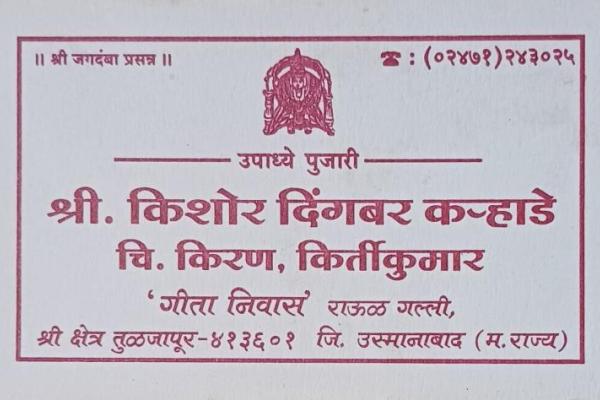 ॥ श्री जगदंबा प्रसन्न ॥
☎ : (०२४७१) २४३०२५
उपाध्ये पुजारी
श्री. किशोर दिंगबर कऱ्हाडे
चि. किरण, किर्तीकुमार
'गीता निवास' राऊळ गल्ली,
श्री क्षेत्र तुळजापूर-४१३६०१ जि. उस्मानाबाद (म.राज्य)